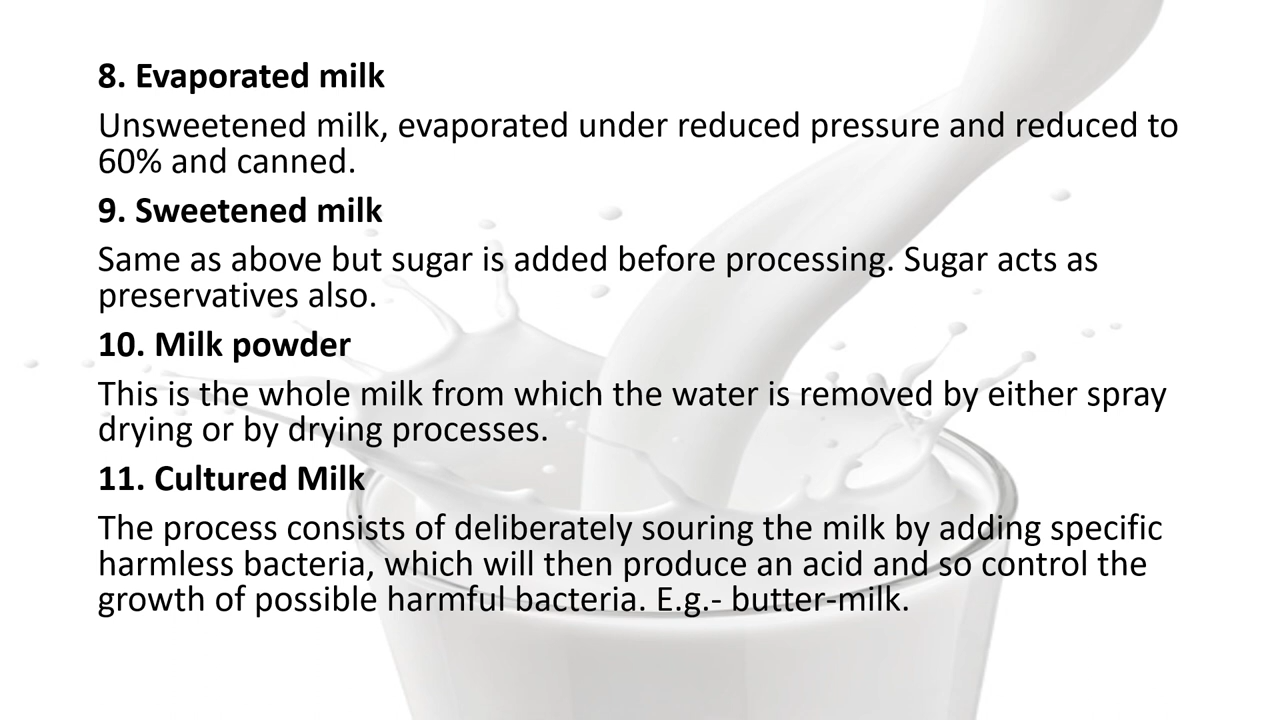 8. Evaporated milk
Unsweetened milk, evaporated under reduced pressure and reduced to
60% and canned.
9. Sweetened milk
Same as above but sugar is added before processing. Sugar acts as
preservatives also.
10. Milk powder
This is the whole milk from which the water is removed by either spray
drying or by drying processes.
11. Cultured Milk
The process consists of deliberately souring the milk by adding specific
harmless bacteria, which will then produce an acid and so control the
growth of possible harmful bacteria. E.g.- butter-milk.